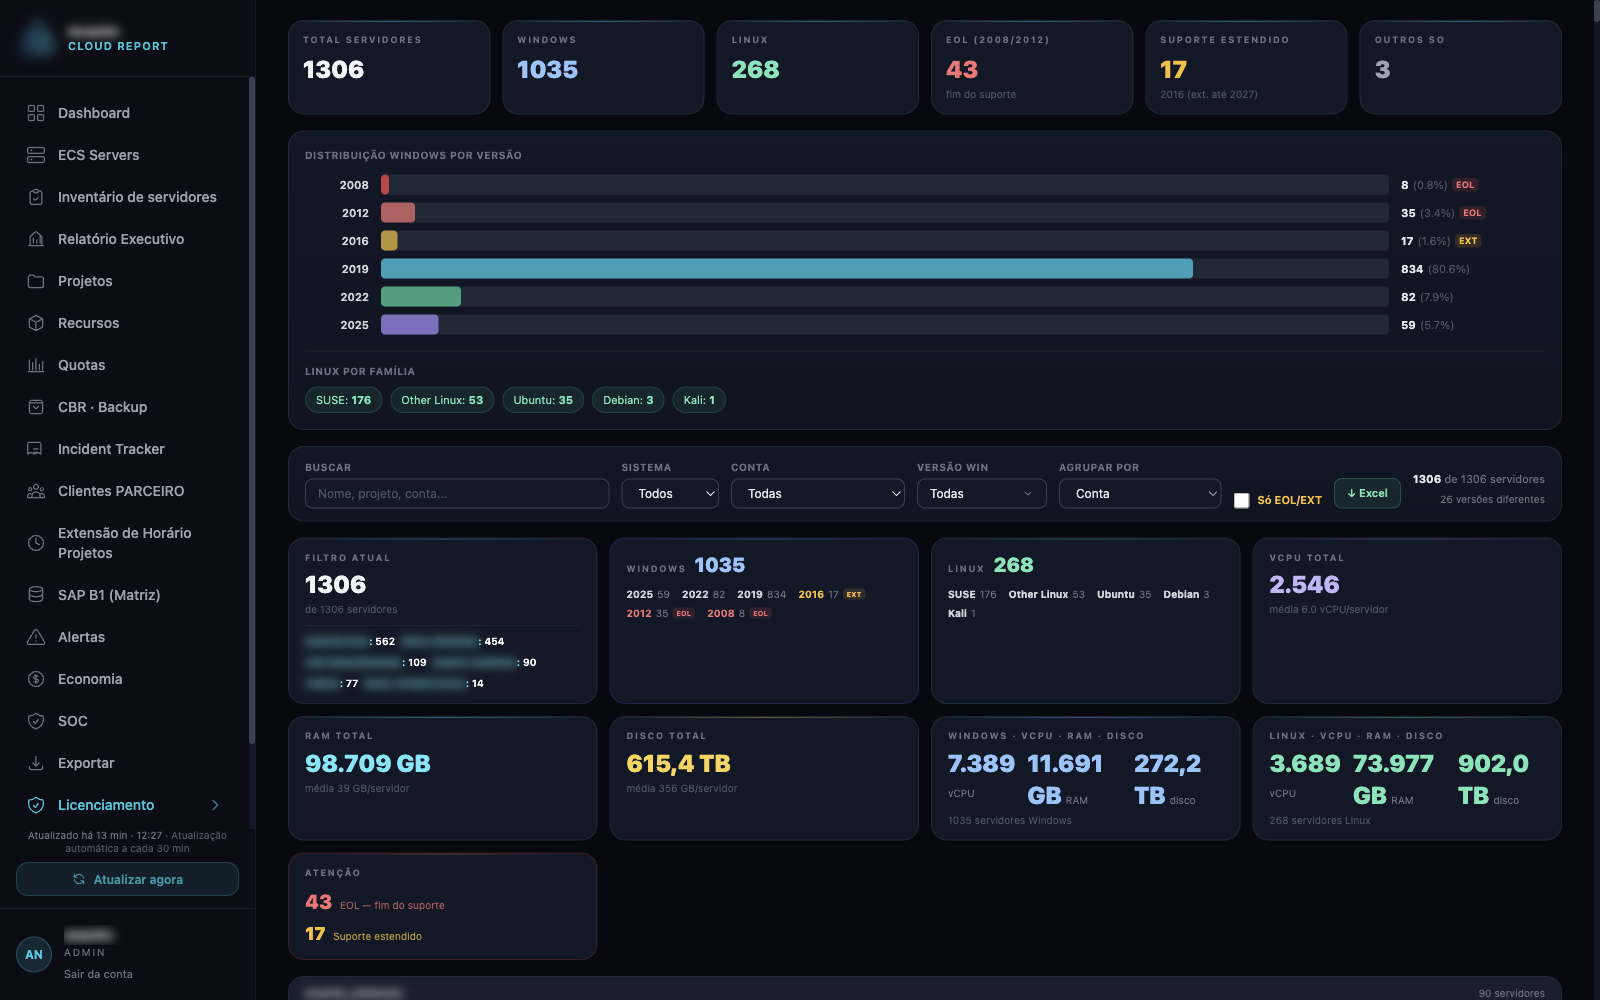 CLOUD REPORT
Dashboard
ECS Servers
Inventário de servidores
Relatório Executivo
Projetos
Recursos
Quotas
CBR · Backup
Incident Tracker
Clientes PARCEIRO
Extensão de Horário
Projetos
SAP B1 (Matriz)
Alertas
Economia
SOC
Exportar
Licenciamento
Atualizado há 13 min · 12:27 · Atualização
automática a cada 30 min
Atualizar agora
AN
ADMIN
Sair da conta
TOTAL SERVIDORES
1306
WINDOWS
1035
LINUX
268
EOL (2008/2012)
43
fim do suporte
SUPORTE ESTENDIDO
17
2016 (ext. até 2027)
OUTROS SO
3
DISTRIBUIÇÃO WINDOWS POR VERSÃO
2008 8 (0.8%) EOL
2012 35 (3.4%) EOL
2016 17 (1.6%) EXT
2019 834 (80.6%)
2022 82 (7.9%)
2025 59 (5.7%)
LINUX POR FAMÍLIA
SUSE: 176 Other Linux: 53 Ubuntu: 35 Debian: 3 Kali: 1
BUSCAR
Nome, projeto, conta...
SISTEMA
Todos
CONTA
Todas
VERSÃO WIN
Todas
AGRUPAR POR
Conta
Só EOL/EXT
↓ Excel
1306 de 1306 servidores
26 versões diferentes
FILTRO ATUAL
1306
de 1306 servidores
: 562 : 454
: 109 : 90
: 77 : 14
WINDOWS 1035
2025 59 2022 82 2019 834 2016 17 EXT
2012 35 EOL 2008 8 EOL
LINUX 268
SUSE 176 Other Linux 53 Ubuntu 35 Debian 3
Kali 1
VCPU TOTAL
2.546
média 6.0 vCPU/servidor
RAM TOTAL
98.709 GB
média 39 GB/servidor
DISCO TOTAL
615,4 TB
média 356 GB/servidor
WINDOWS · VCPU · RAM · DISCO
7.389 11.691 272,2
vCPU GB RAM TB disco
1035 servidores Windows
LINUX · VCPU · RAM · DISCO
3.689 73.977 902,0
vCPU GB RAM TB disco
268 servidores Linux
ATENÇÃO
43 EOL — fim do suporte
17 Suporte estendido
90 servidores